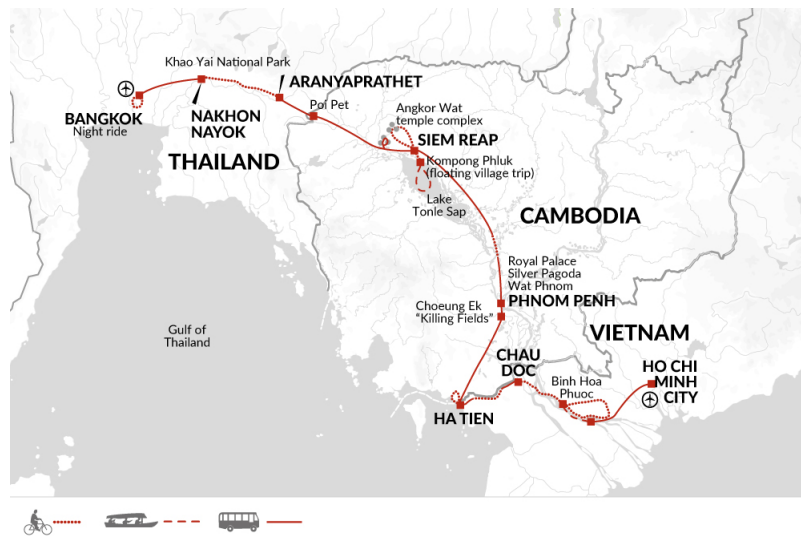 Khao Yai National Park
ARANYAPRATHET
Poi Pet
BANGKOK
Night ride
NAKHON
NAYOK
THAILAND
Angkor Wat
temple complex
SIEM REAP
Kompong Phluk
(floating village trip)
Lake
Tonle Sap
CAMBODIA
Royal Palace
Silver Pagoda
Wat Phnom
PHNOM PENH
Choeung Ek
"Killing Fields"
Gulf of
Thailand
VIETNAM
CHAU
DOC
Binh Hoa
Phuoc
HO CHI
MINH
CITY
HA TIEN